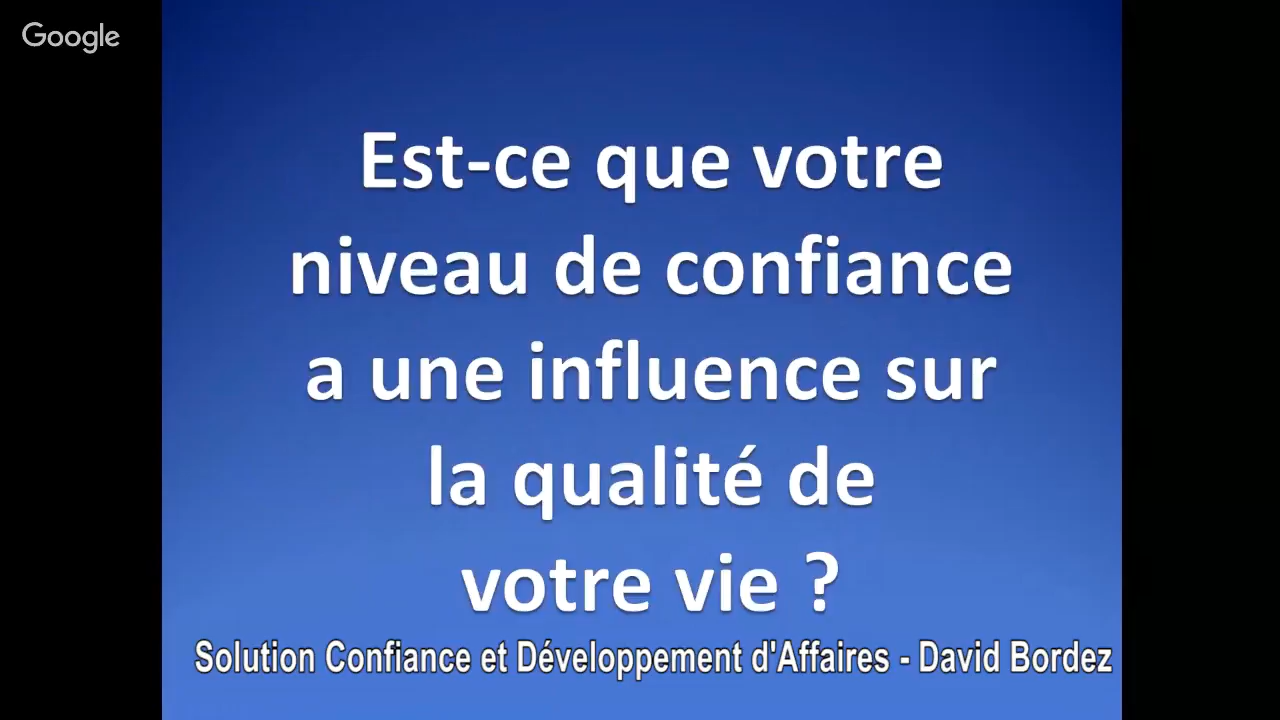 Google
Est-ce que votre
niveau de confiance
a une influence sur
la qualité de
votre vie ?
Solution Confiance et Développement d'Affaires - David Bordez